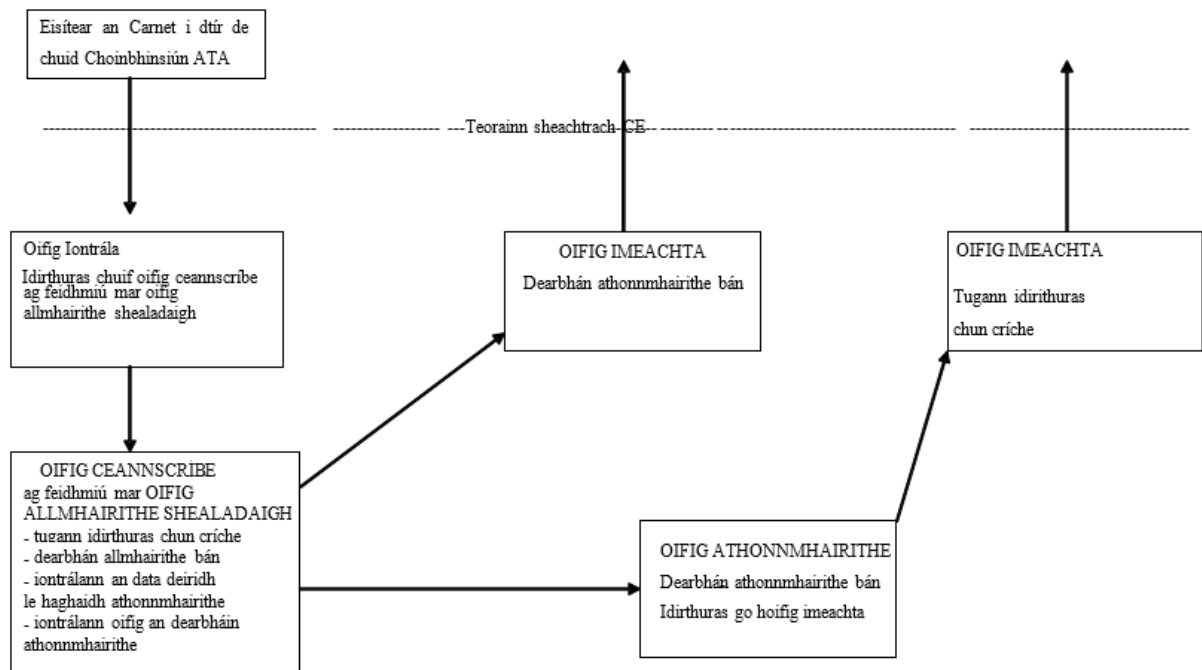 Eisítear an Carnet i dtír de
chuid Choinbhinsiún ATA
Teorainn sheachtrach CE
Oifig Iontrála
Idirthuras chuif oifig ceannscríbe
ag feidhmiú mar oifig
allmhairithe shealadaigh
OIFIG IMEACHTA
Dearbhán athonnmhairithe bán
OIFIG IMEACHTA
Tugann idirithuras
chun críche
OIFIG CEANNSCRÍBE
ag feidhmiú mar OIFIG
ALLMHAIRITHE SHEALADAIGH
- tugann idirthuras chun críche
- dearbhán allmhairithe bán
- iontrálann an data deiridh
le haghaidh athonnmhairithe
- iontrálann oifig an dearbháin
athonnmhairithe
OIFIG ATHONNMHAIRITHE
Dearbhán athonnmhairithe bán
Idirthuras go hoifig imeachta